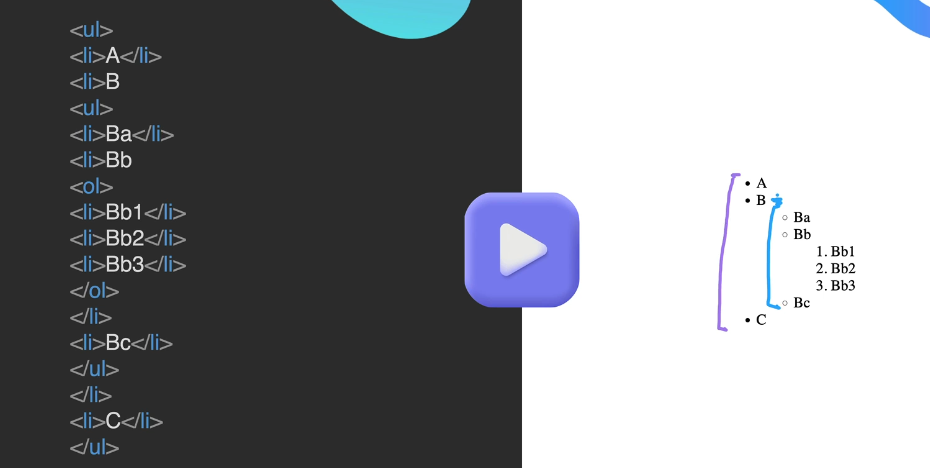 <ul>
<li>A</li>
<li>B
<ul>
<li>Ba</li>
<li>Bb
<ol>
<li>Bb1</li>
<li>Bb2</li>
<li>Bb3</li>
</ol>
</li>
<li>Bc</li>
</ul>
</li>
<li>C</li>
</ul>
• A
• B
◦ Ba
◦ Bb
1. Bb1
2. Bb2
3. Bb3
◦ Bc
• C